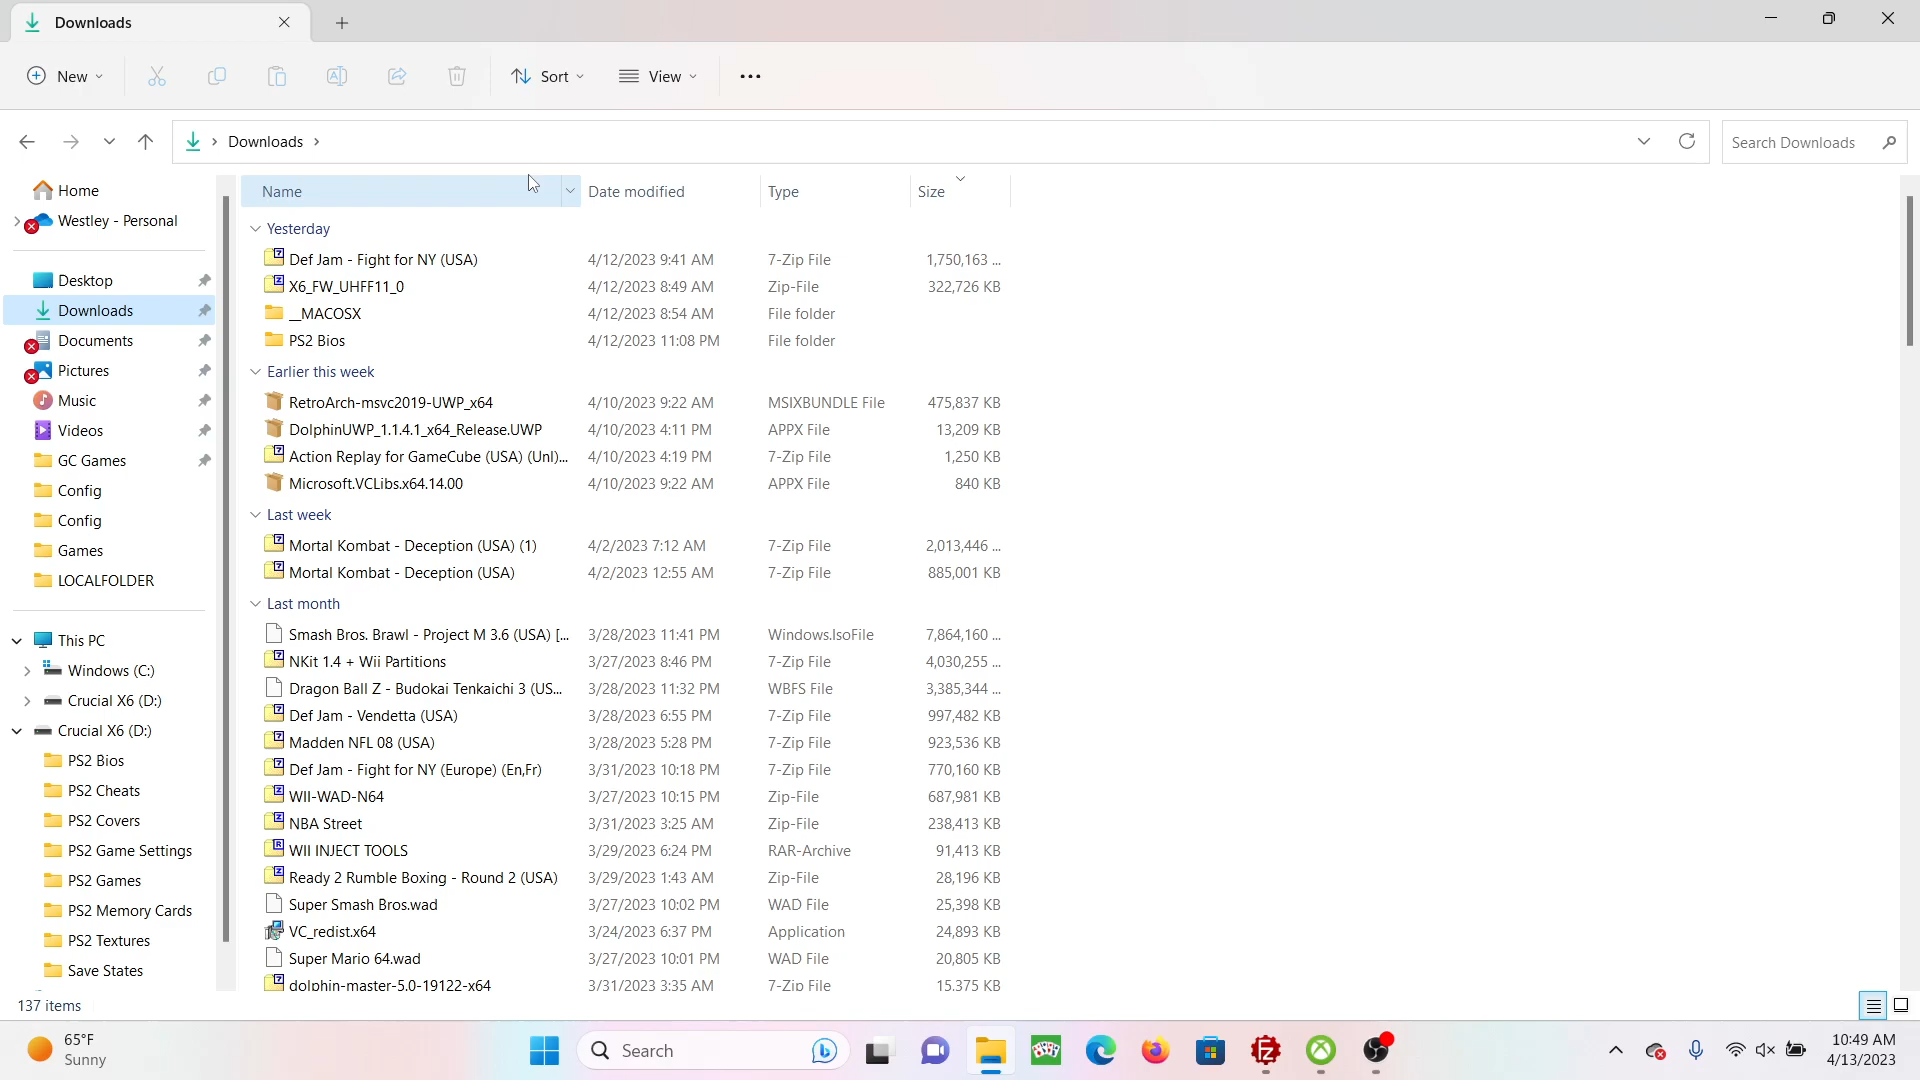 Downloads
New
Sort
View
Downloads
Search Downloads
Name Date modified Type Size
Home
Westley - Personal
Desktop
Downloads
Documents
Pictures
Music
Videos
GC Games
Config
Config
Games
LOCALFOLDER
This PC
Windows (C:)
Crucial X6 (D:)
Crucial X6 (D:)
PS2 Bios
PS2 Cheats
PS2 Covers
PS2 Game Settings
PS2 Games
PS2 Memory Cards
PS2 Textures
Save States
Yesterday
Def Jam - Fight for NY (USA) 4/12/2023 9:41 AM 7-Zip File 1,750,163 ...
X6_FW_UHFF11_0 4/12/2023 8:49 AM Zip-File 322,726 KB
__MACOSX 4/12/2023 8:54 AM File folder
PS2 Bios 4/12/2023 11:08 PM File folder
Earlier this week
RetroArch-msvc2019-UWP_x64 4/10/2023 9:22 AM MSIXBUNDLE File 475,837 KB
DolphinUWP_1.1.4.1_x64_Release.UWP 4/10/2023 4:11 PM APPX File 13,209 KB
Action Replay for GameCube (USA) (Unl)... 4/10/2023 4:19 PM 7-Zip File 1,250 KB
Microsoft.VCLibs.x64.14.00 4/10/2023 9:22 AM APPX File 840 KB
Last week
Mortal Kombat - Deception (USA) (1) 4/2/2023 7:12 AM 7-Zip File 2,013,446 ...
Mortal Kombat - Deception (USA) 4/2/2023 12:55 AM 7-Zip File 885,001 KB
Last month
Smash Bros. Brawl - Project M 3.6 (USA) [... 3/28/2023 11:41 PM Windows.IsoFile 7,864,160 ...
NKit 1.4 + Wii Partitions 3/27/2023 8:46 PM 7-Zip File 4,030,255 ...
Dragon Ball Z - Budokai Tenkaichi 3 (US... 3/28/2023 11:32 PM WBFS File 3,385,344 ...
Def Jam - Vendetta (USA) 3/28/2023 6:55 PM 7-Zip File 997,482 KB
Madden NFL 08 (USA) 3/28/2023 5:28 PM 7-Zip File 923,536 KB
Def Jam - Fight for NY (Europe) (En,Fr) 3/31/2023 10:18 PM 7-Zip File 770,160 KB
WII-WAD-N64 3/27/2023 10:15 PM Zip-File 687,981 KB
NBA Street 3/31/2023 3:25 AM Zip-File 238,413 KB
WII INJECT TOOLS 3/29/2023 6:24 PM RAR-Archive 91,413 KB
Ready 2 Rumble Boxing - Round 2 (USA) 3/29/2023 1:43 AM Zip-File 28,196 KB
Super Smash Bros.wad 3/27/2023 10:02 PM WAD File 25,398 KB
VC_redist.x64 3/24/2023 6:37 PM Application 24,893 KB
Super Mario 64.wad 3/27/2023 10:01 PM WAD File 20,805 KB
dolphin-master-5.0-19122-x64 3/31/2023 3:35 AM 7-Zip File 15,375 KB
137 items
65°F
Sunny
Search
10:49 AM
4/13/2023